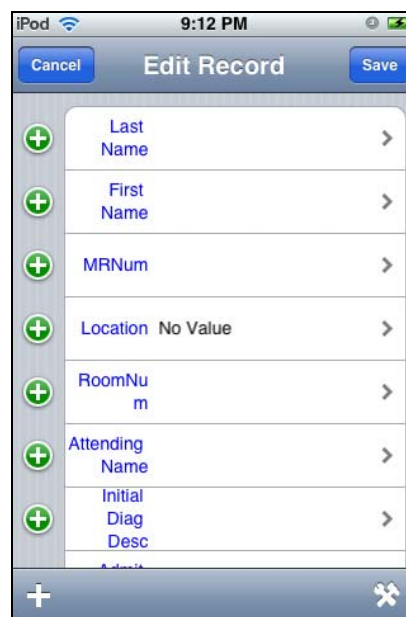 iPod 9:12 PM
Cancel Edit Record Save
Last
Name
First
Name
MRNum
Location No Value
RoomNu
m
Attending
Name
Initial
Diag
Desc
Admit